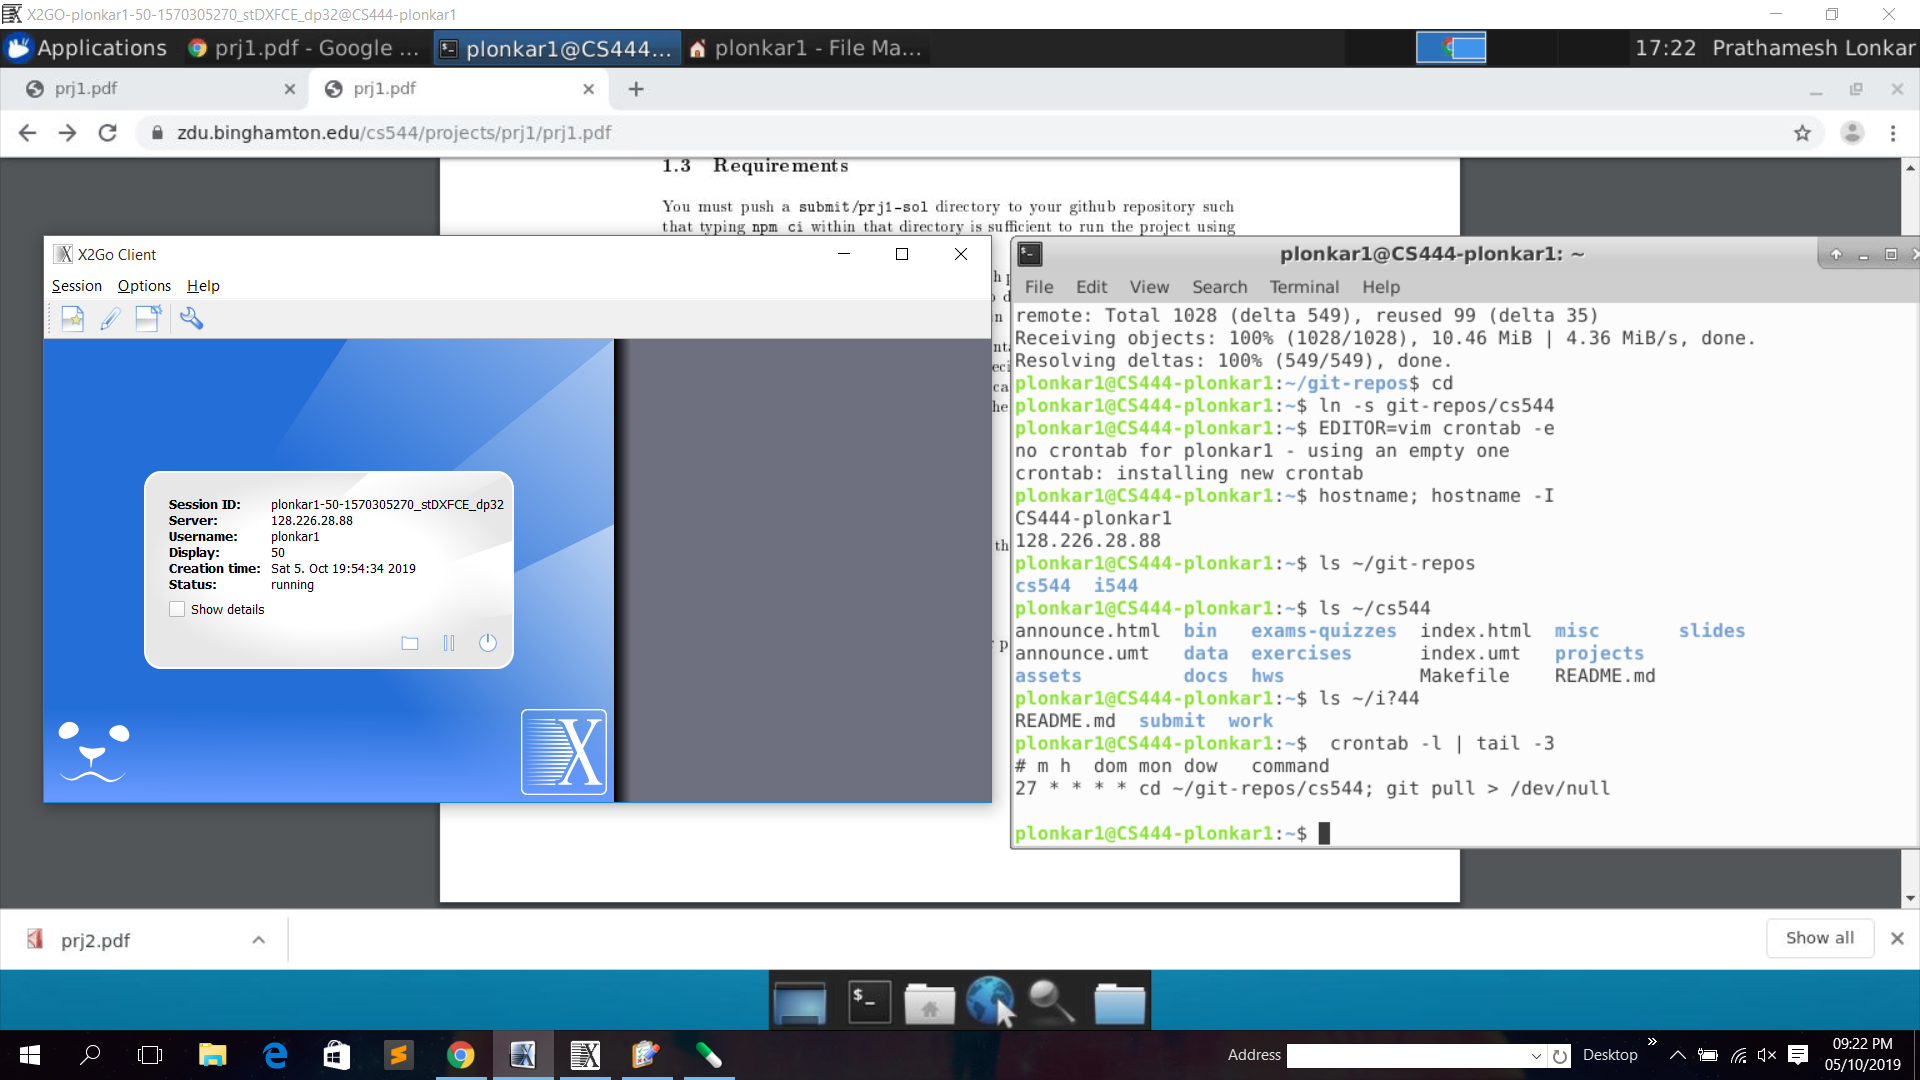 X2GO-plonkar1-50-1570305270_stDXFCE_dp32@CS444-plonkar1
Applications
prj1.pdf - Google ...
plonkar1@CS444...
plonkar1 - File Ma...
17:22 Prathamesh Lonkar
prj1.pdf
prj1.pdf
zdu.binghamton.edu/cs544/projects/prj1/prj1.pdf
1.3 Requirements
You must push a submit/prj1-sol directory to your github repository such
that typing npm ci within that directory is sufficient to run the project using
X2Go Client
Session Options Help
Session ID: plonkar1-50-1570305270_stDXFCE_dp32
Server: 128.226.28.88
Username: plonkar1
Display: 50
Creation time: Sat 5. Oct 19:54:34 2019
Status: running
Show details
plonkar1@CS444-plonkar1: ~
File Edit View Search Terminal Help
remote: Total 1028 (delta 549), reused 99 (delta 35)
Receiving objects: 100% (1028/1028), 10.46 MiB | 4.36 MiB/s, done.
Resolving deltas: 100% (549/549), done.
plonkar1@CS444-plonkar1:~/git-repos$ cd
plonkar1@CS444-plonkar1:~$ ln -s git-repos/cs544
plonkar1@CS444-plonkar1:~$ EDITOR=vim crontab -e
no crontab for plonkar1 - using an empty one
crontab: installing new crontab
plonkar1@CS444-plonkar1:~$ hostname; hostname -I
CS444-plonkar1
128.226.28.88
plonkar1@CS444-plonkar1:~$ ls ~/git-repos
cs544 i544
plonkar1@CS444-plonkar1:~$ ls ~/cs544
announce.html bin exams-quizzes index.html misc slides
announce.umt data exercises index.umt projects
assets docs hws Makefile README.md
plonkar1@CS444-plonkar1:~$ ls ~/i?44
README.md submit work
plonkar1@CS444-plonkar1:~$ crontab -l | tail -3
# m h dom mon dow command
27 * * * * cd ~/git-repos/cs544; git pull > /dev/null
plonkar1@CS444-plonkar1:~$
prj2.pdf
Show all
Address
Desktop
09:22 PM
05/10/2019